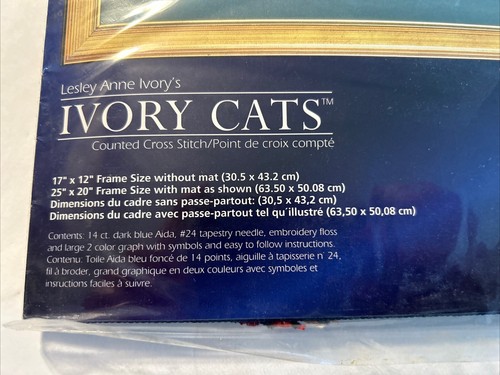 Lesley Anne Ivory's
IVORY CATS™
Counted Cross Stitch/Point de croix compté
17" x 12" Frame Size without mat (30.5 x 43.2 cm)
25" x 20" Frame Size with mat as shown (63.50 x 50.08 cm)
Dimensions du cadre sans passe-partout: (30,5 x 43,2 cm)
Dimensions du cadre avec passe-partout tel qu'illustré (63,50 x 50,08 cm)
Contents: 14 ct. dark blue Aida, #24 tapestry needle, embroidery floss
and large 2 color graph with symbols and easy to follow instructions.
Contenu: Toile Aida bleu foncé de 14 points, aiguille à tapisserie n° 24,
fil à broder, grand graphique en deux couleurs avec symboles et
insructions faciles à suivre.